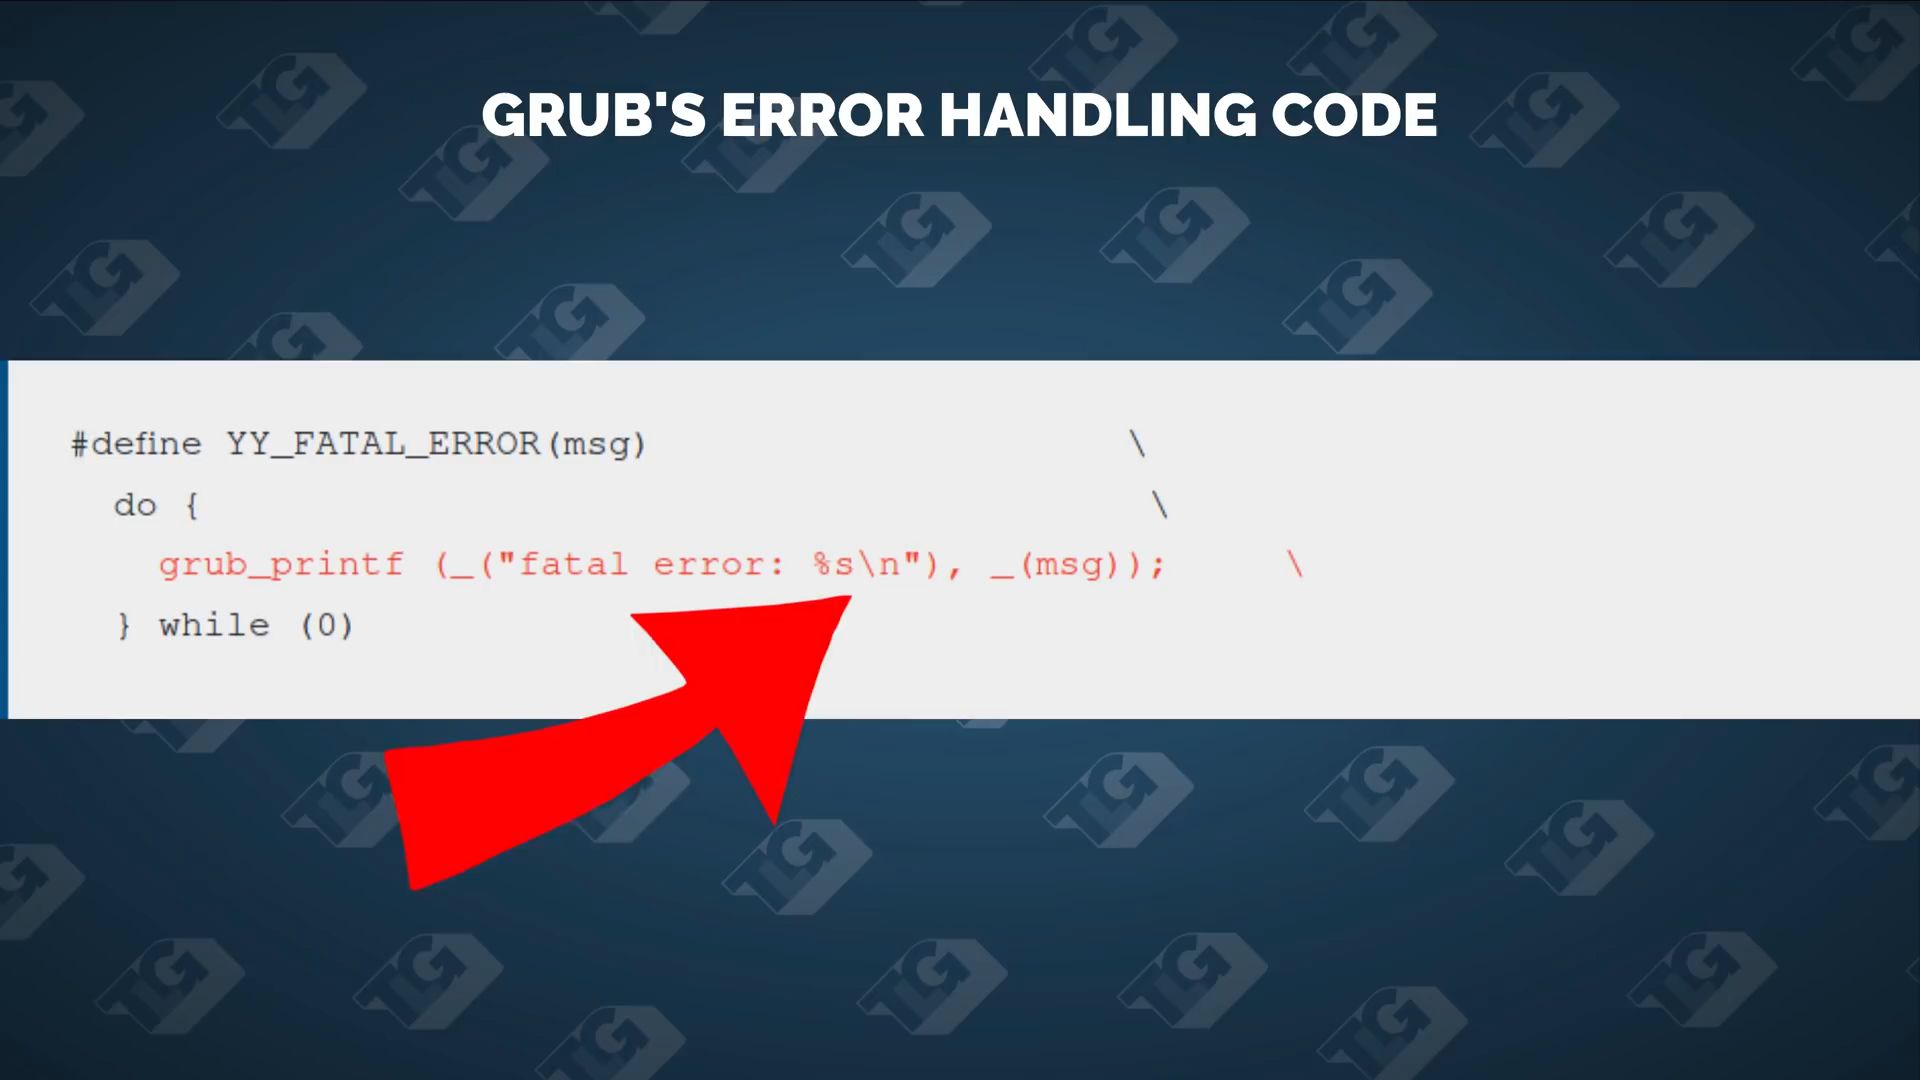 GRUB'S ERROR HANDLING CODE
#define YY_FATAL_ERROR(msg) \
do { \
grub_printf (_("fatal error: %s\n"), _(msg)); \
} while (0)